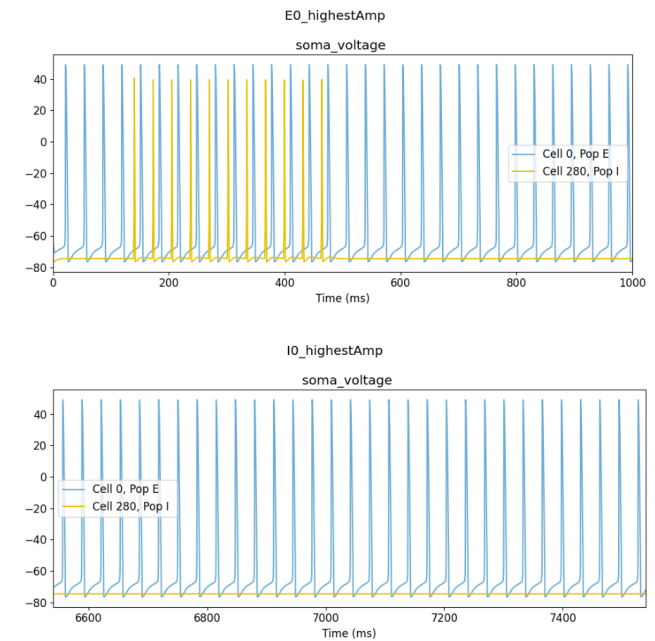 E0_highestAmp
soma_voltage
40
20
0
−20
−40
−60
−80
Cell 0, Pop E
Cell 280, Pop I
0 200 400 600 800 1000
Time (ms)
I0_highestAmp
soma_voltage
40
20
0
−20
−40
−60
−80
Cell 0, Pop E
Cell 280, Pop I
6600 6800 7000 7200 7400
Time (ms)